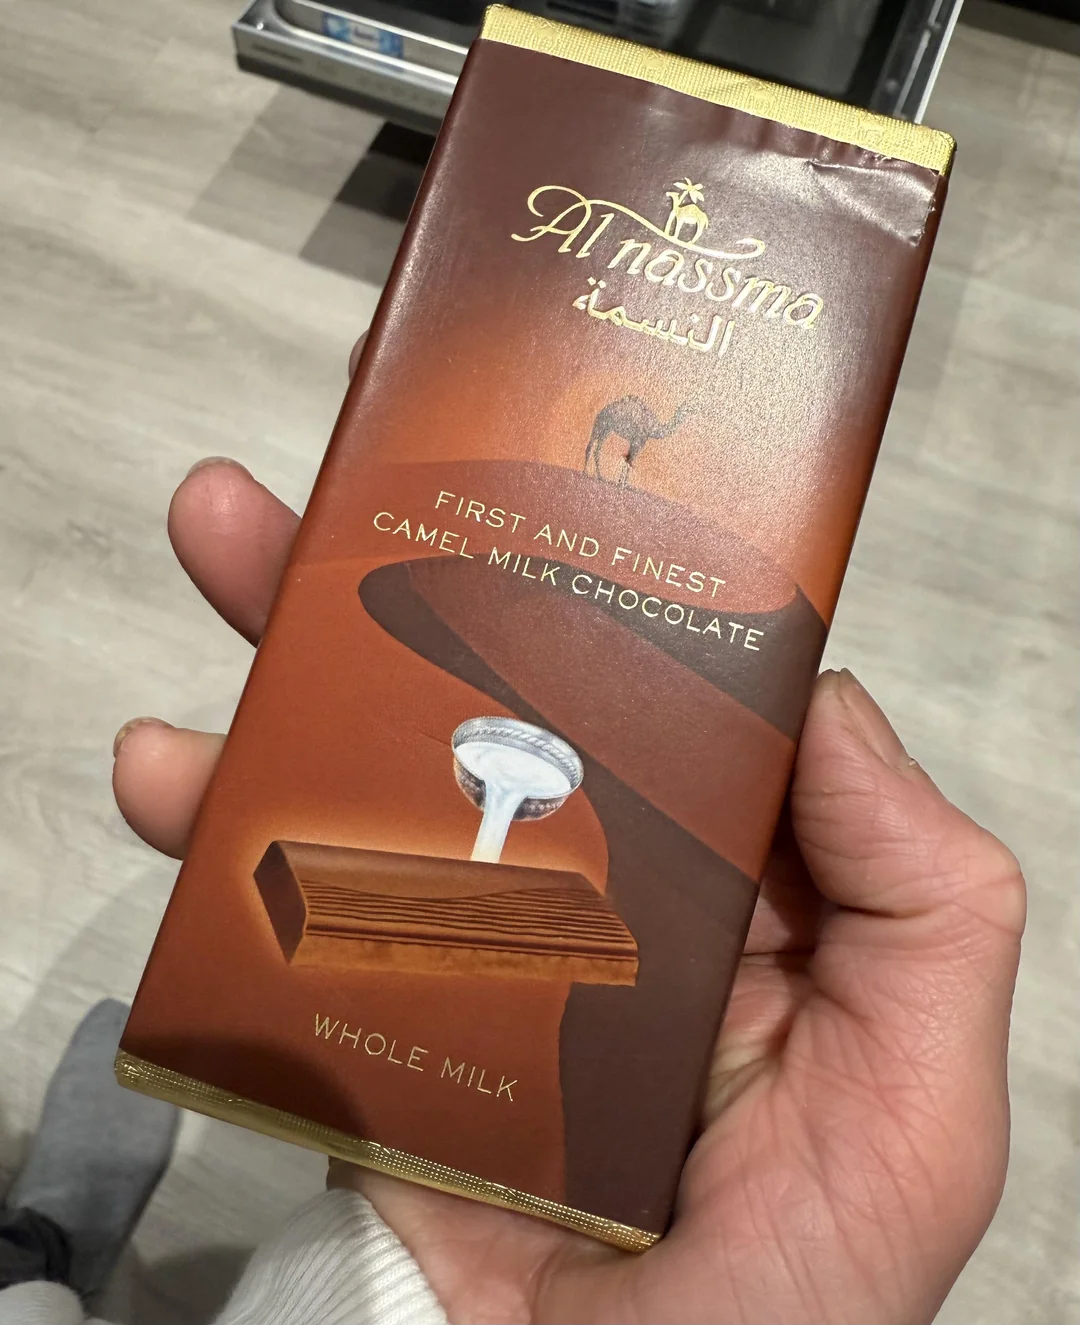 Al nassma
النسمة
FIRST AND FINEST
CAMEL MILK CHOCOLATE
WHOLE MILK